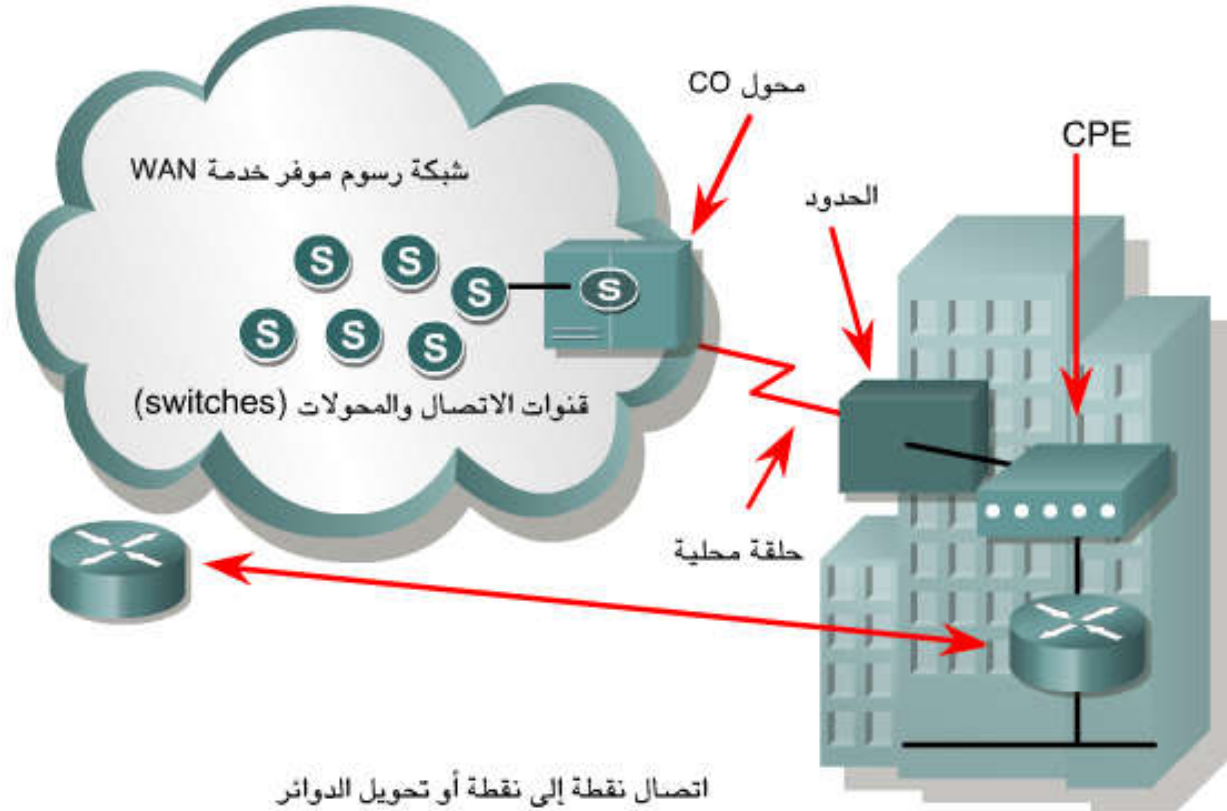 محول CO
CPE
شبكة رسوم موفر خدمة WAN
الحدود
S
S
S
S
S
S
S
قنوات الاتصال والمحولات (switches)
حلقة محلية
اتصال نقطة إلى نقطة أو تحويل الدوائر